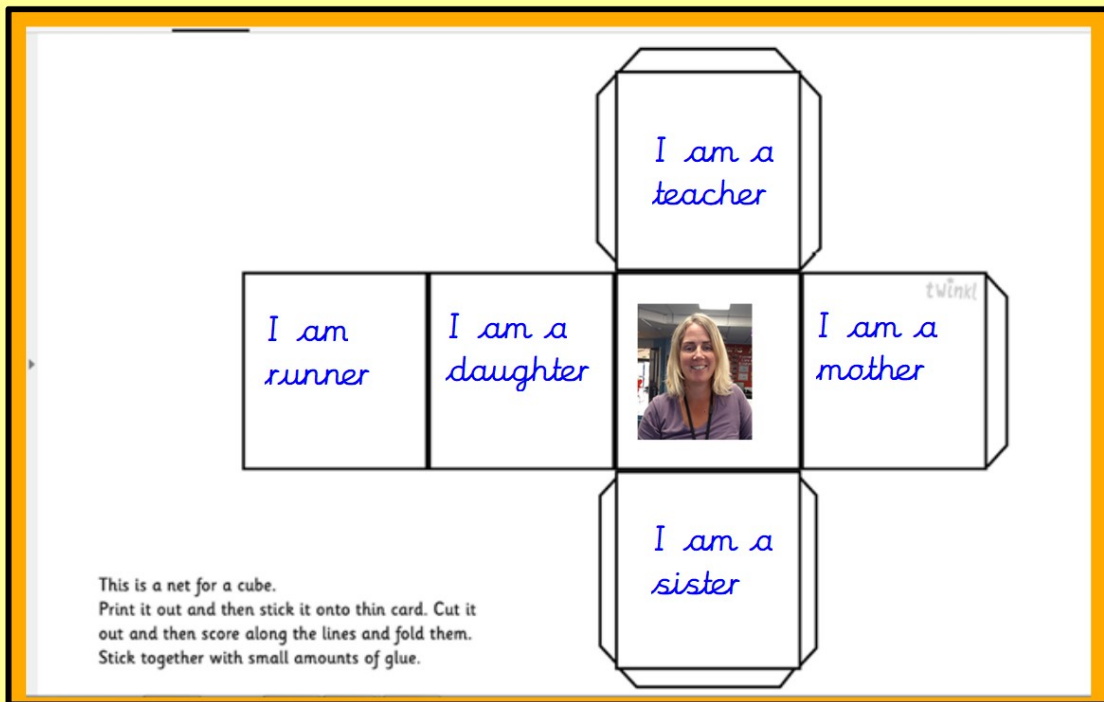 I am a
teacher
I am
runner
I am a
daughter
twinkl
I am a
mother
I am a
sister
This is a net for a cube.
Print it out and then stick it onto thin card. Cut it
out and then score along the lines and fold them.
Stick together with small amounts of glue.